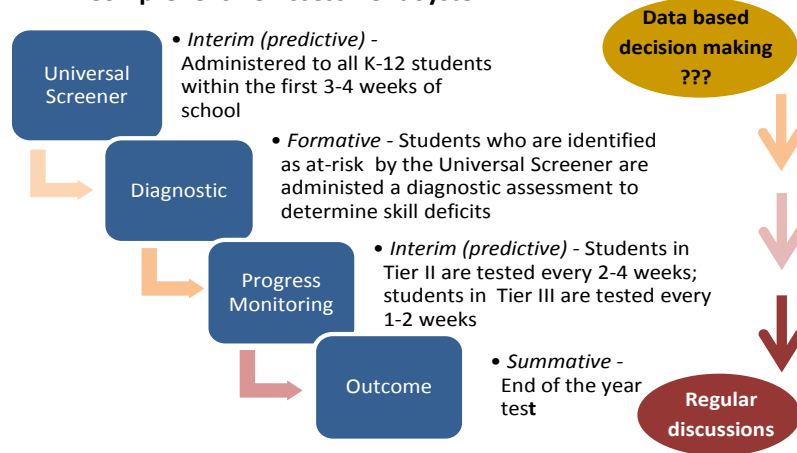 Universal
Screener
• Interim (predictive) -
Administered to all K-12 students
within the first 3-4 weeks of
school
Data based
decision making
???
Diagnostic
• Formative - Students who are identified
as at-risk by the Universal Screener are
administed a diagnostic assessment to
determine skill deficits
Progress
Monitoring
• Interim (predictive) - Students in
Tier II are tested every 2-4 weeks;
students in Tier III are tested every
1-2 weeks
Outcome
• Summative -
End of the year
test
Regular
discussions